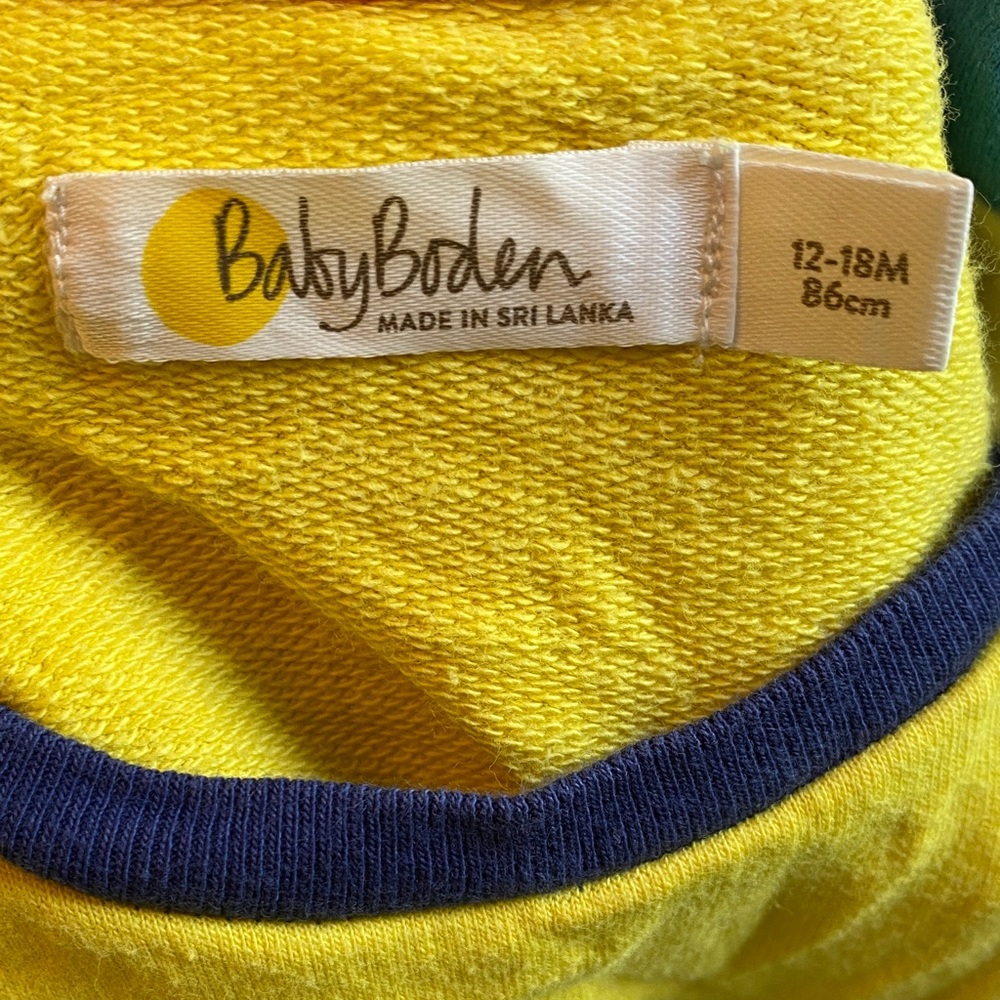 BabyBoden
MADE IN SRI LANKA
12-18M
86cm